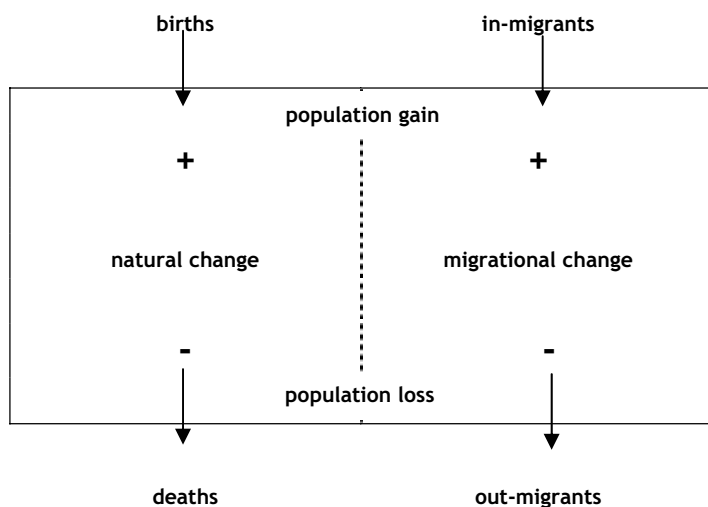 births in-migrants
population gain
+ +
natural change migrational change
- -
population loss
deaths out-migrants